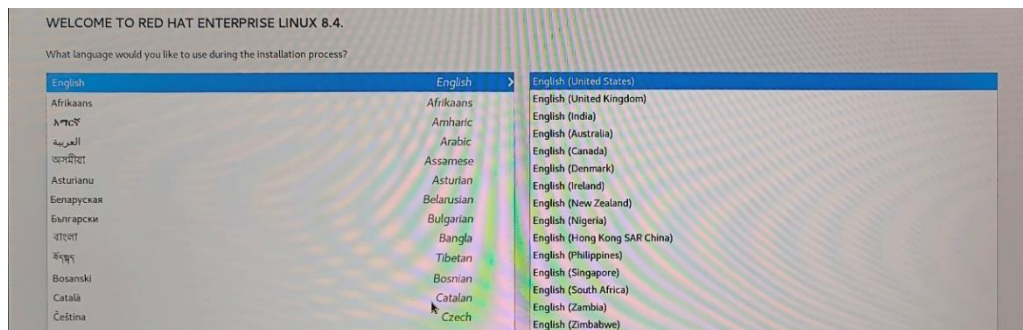 WELCOME TO RED HAT ENTERPRISE LINUX 8.4.
What language would you like to use during the installation process?
English English >
Afrikaans Afrikaans
አማርኛ Amharic
العربية Arabic
অসমীয়া Assamese
Asturianu Asturian
Беларуская Belarusian
Български Bulgarian
বাংলা Bangla
བོད་སྐད Tibetan
Bosanski Bosnian
Català Catalan
Čeština Czech
English (United States)
English (United Kingdom)
English (India)
English (Australia)
English (Canada)
English (Denmark)
English (Ireland)
English (New Zealand)
English (Nigeria)
English (Hong Kong SAR China)
English (Philippines)
English (Singapore)
English (South Africa)
English (Zambia)
English (Zimbabwe)